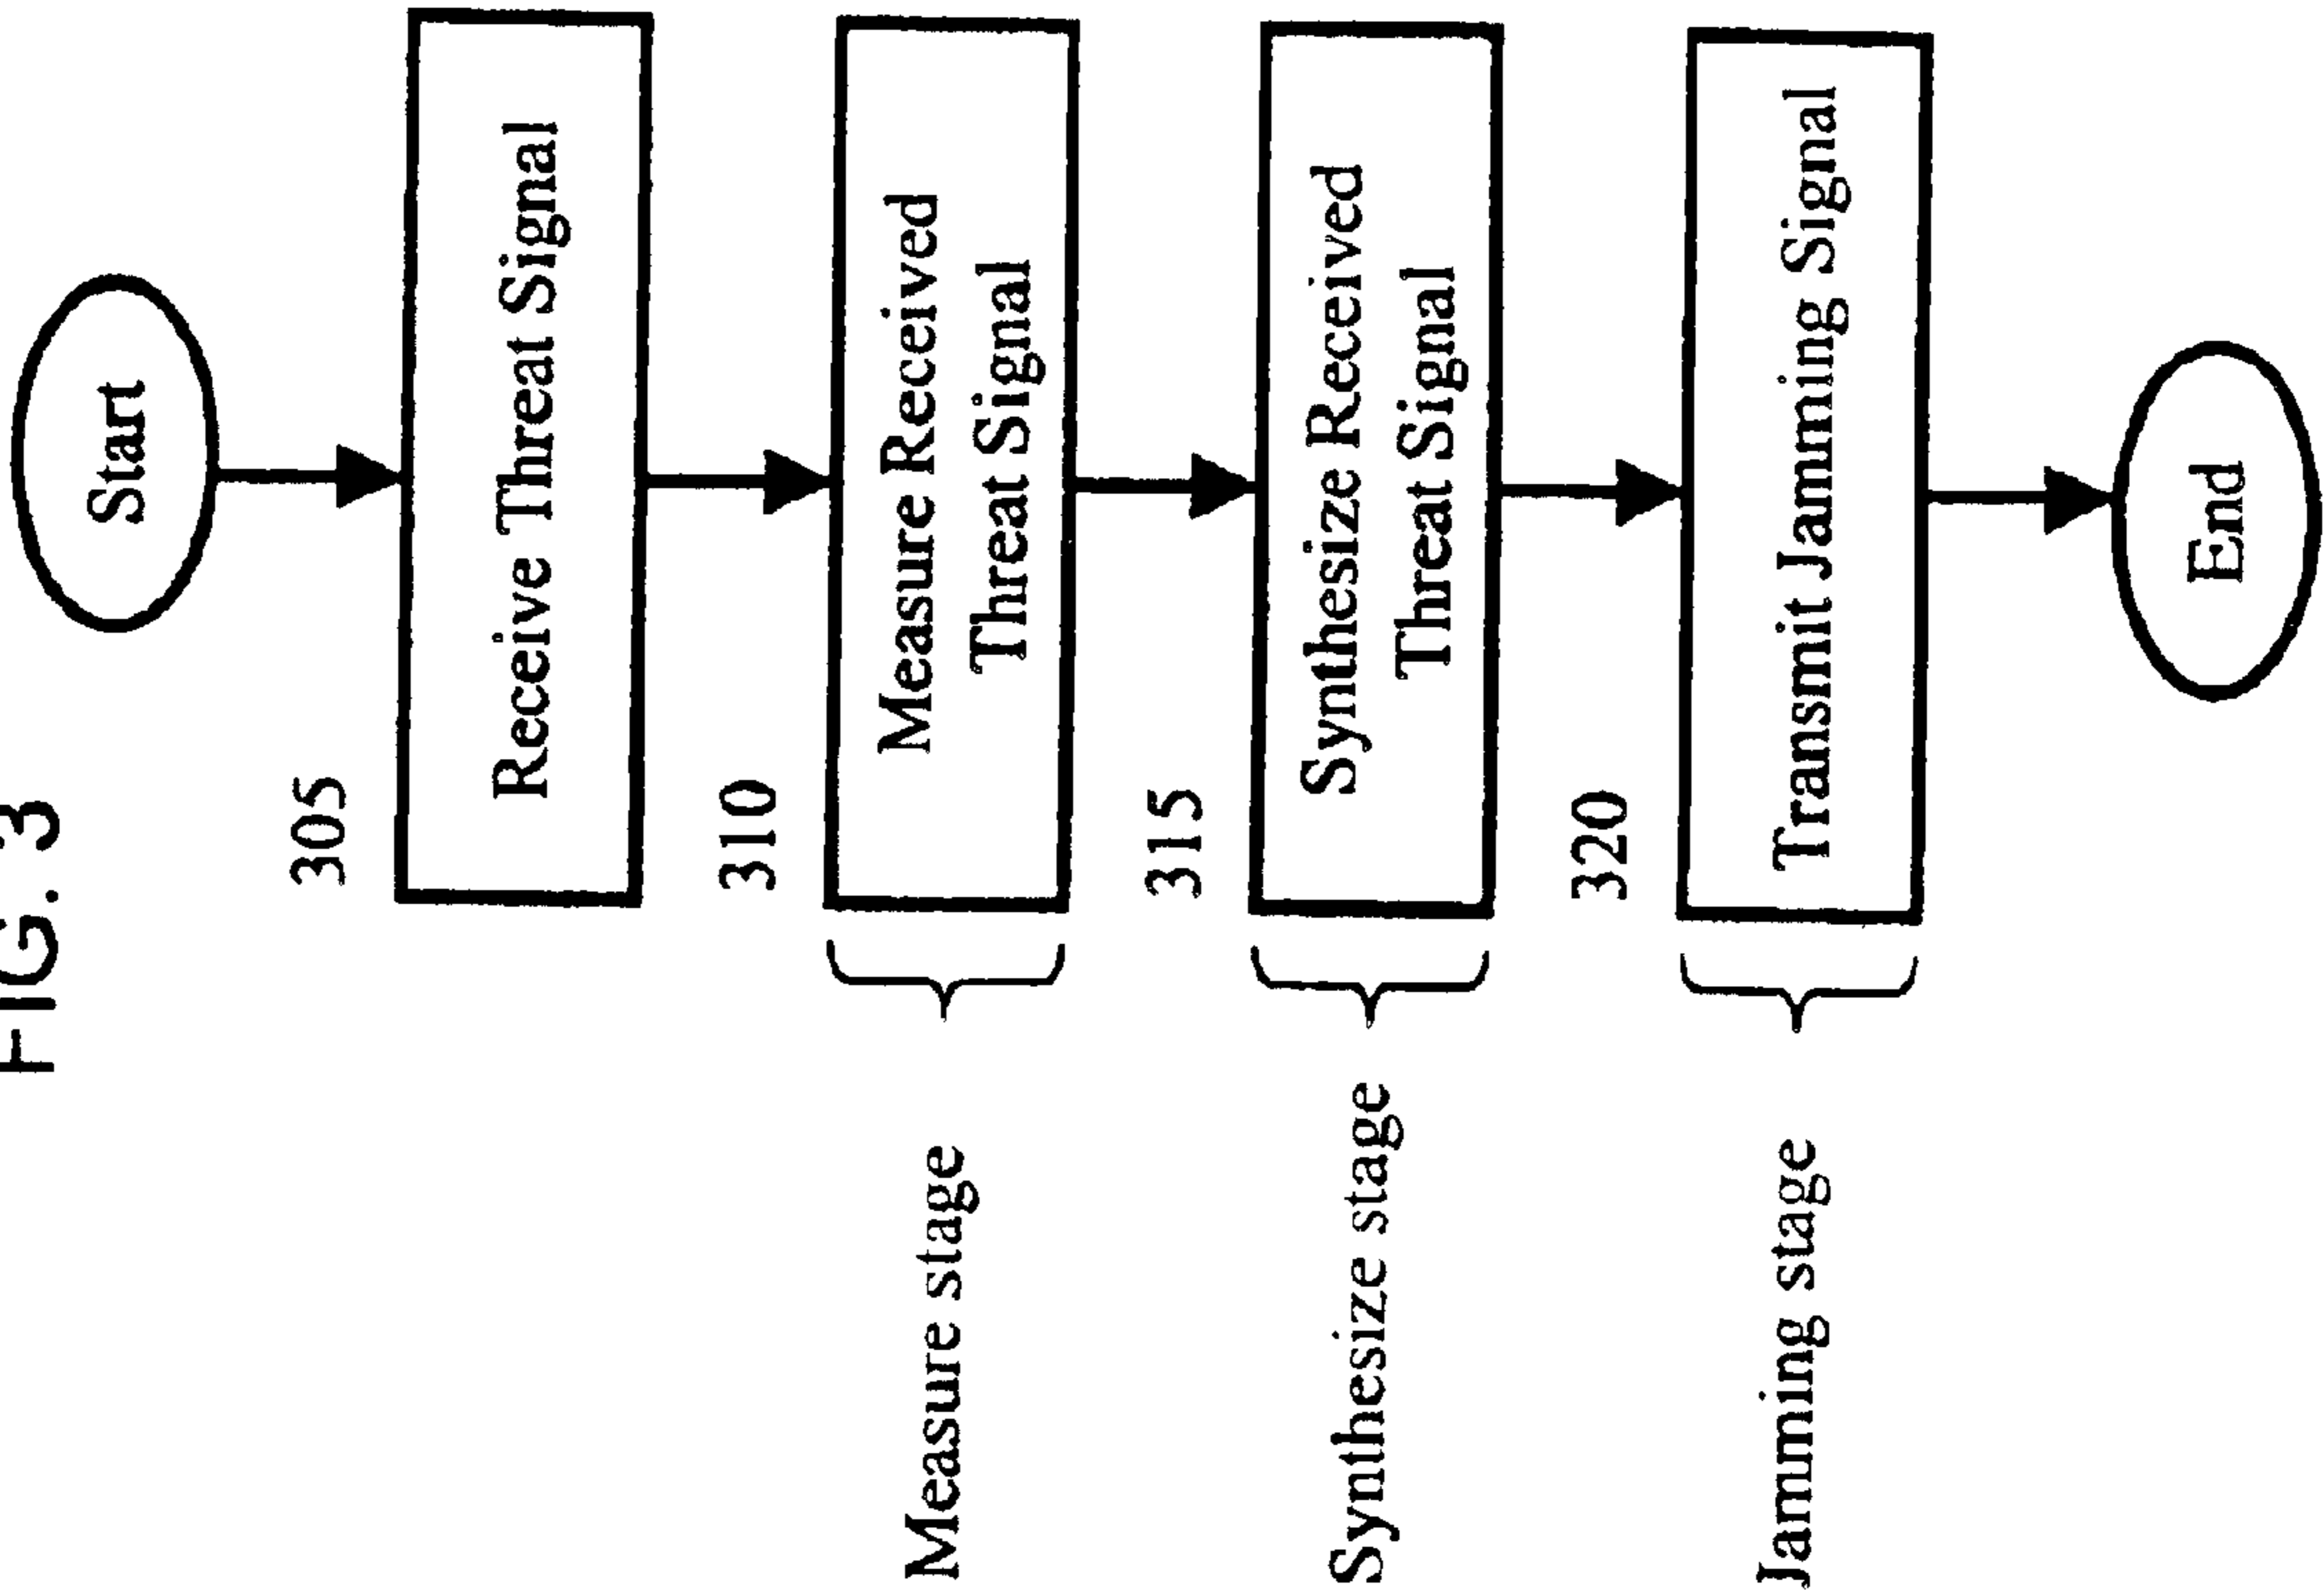 FIG. 3
Start
305
Receive Threat Signal
310
Measure stage
Measure Received
Threat Signal
315
Synthesize stage
Synthesize Received
Threat Signal
320
Jamming stage
Transmit Jamming Signal
End